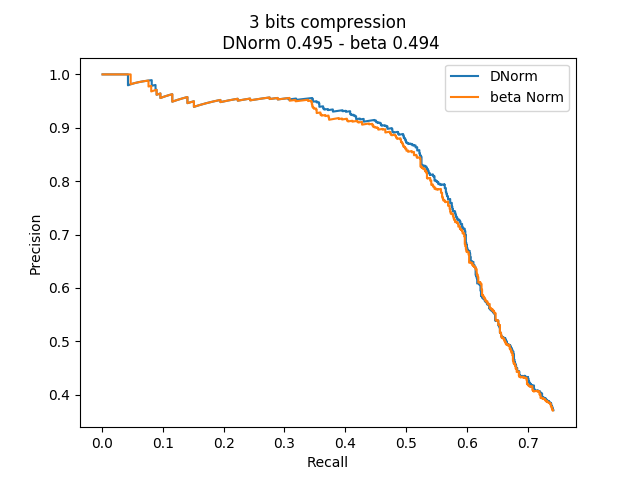 3 bits compression
DNorm 0.495 - beta 0.494
DNorm
beta Norm
Precision
1.0
0.9
0.8
0.7
0.6
0.5
0.4
0.0 0.1 0.2 0.3 0.4 0.5 0.6 0.7
Recall